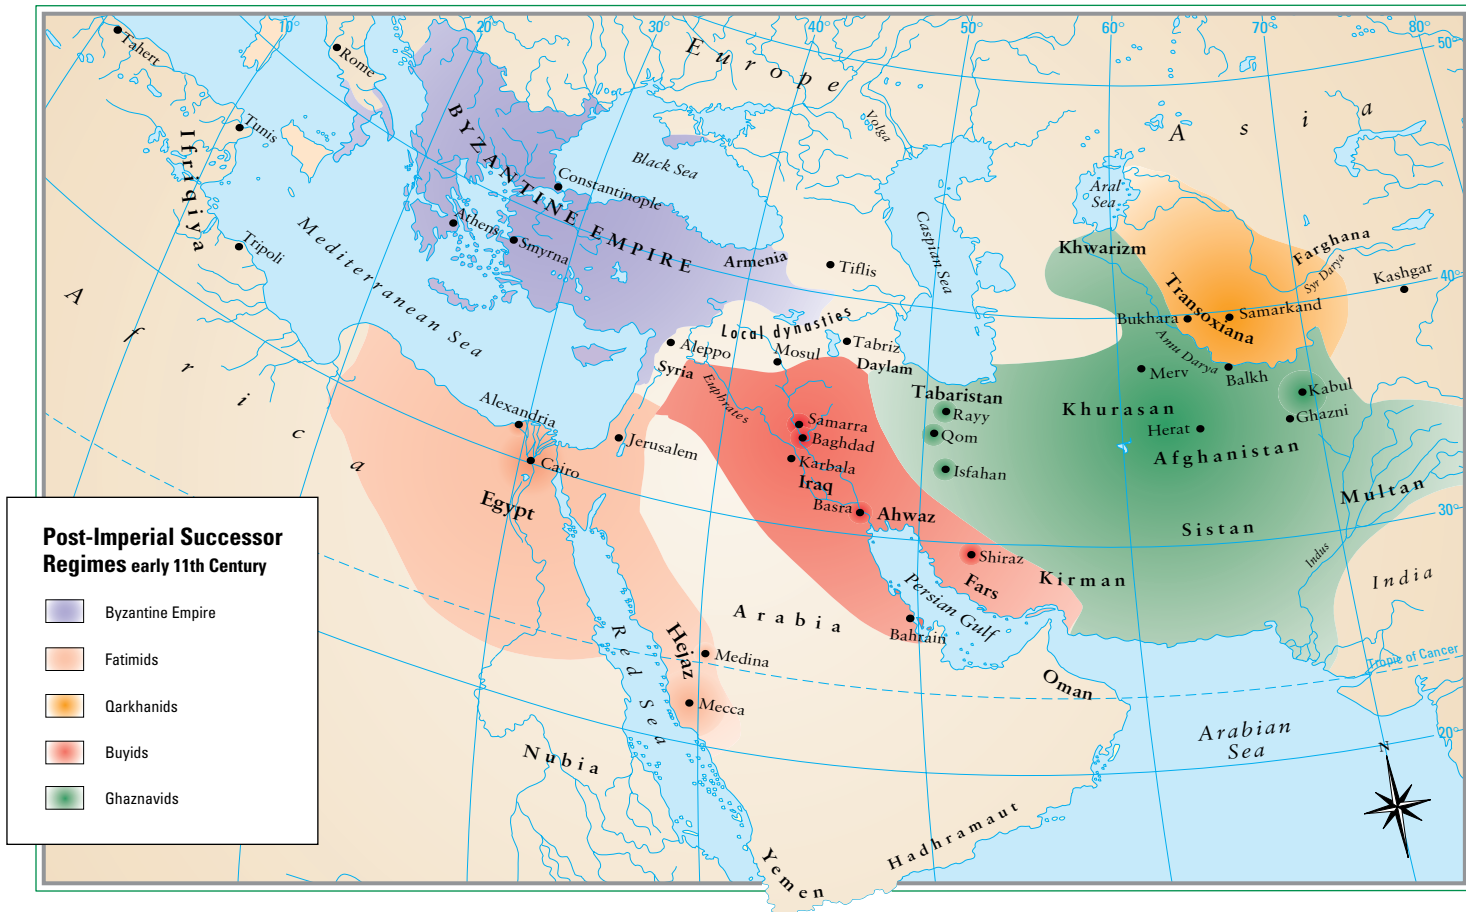 10°
20°
30°
40°
50°
60°
70°
80°
50°
40°
30°
20°
Tahert
Rome
Tunis
Ifriqiya
Tripoli
Europe
Volga
Asia
BYZANTINE EMPIRE
Black Sea
Constantinople
Athens
Smyrna
Armenia
Tiflis
Caspian Sea
Aral
Sea
Khwarizm
Farghana
Syr Darya
Kashgar
Transoxiana
Bukhara
Samarkand
Amu Darya
Mediterranean Sea
Africa
Local dynasties
Aleppo
Mosul
Tabriz
Daylam
Syria
Euphrates
Tabaristan
Rayy
Qom
Isfahan
Merv
Balkh
Kabul
Ghazni
Khurasan
Herat
Afghanistan
Multan
Sistan
Indus
India
Alexandria
Jerusalem
Cairo
Egypt
Samarra
Baghdad
Karbala
Iraq
Basra
Ahwaz
Shiraz
Fars
Kirman
Persian Gulf
Bahrain
Arabia
Hejaz
Medina
Mecca
Red Sea
Nubia
Oman
Tropic of Cancer
Arabian
Sea
Hadhramaut
Yemen
N
Post-Imperial Successor
Regimes early 11th Century
Byzantine Empire
Fatimids
Qarkhanids
Buyids
Ghaznavids